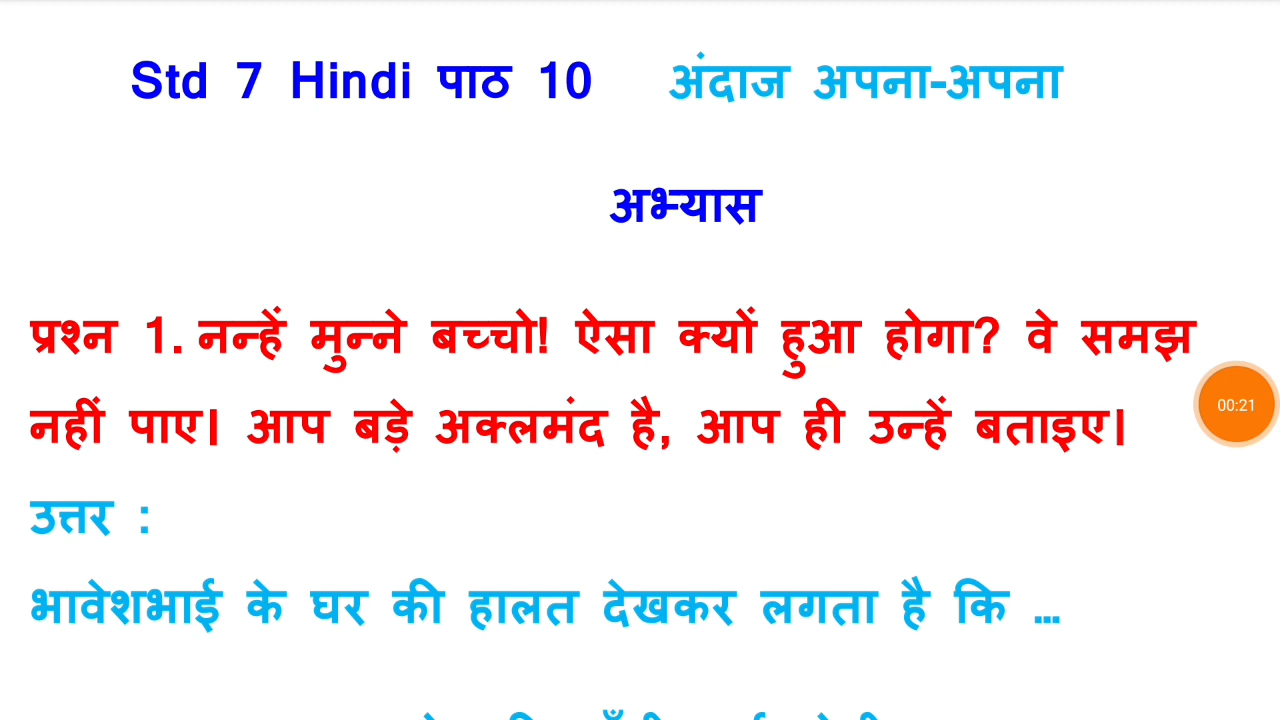 Std 7 Hindi पाठ 10 अंदाज अपना-अपना
अभ्यास
प्रश्न 1. नन्हें मुन्ने बच्चो! ऐसा क्यों हुआ होगा? वे समझ
नहीं पाए। आप बड़े अक्लमंद है, आप ही उन्हें बताइए।
00:21
उत्तर :
भावेशभाई के घर की हालत देखकर लगता है कि ...